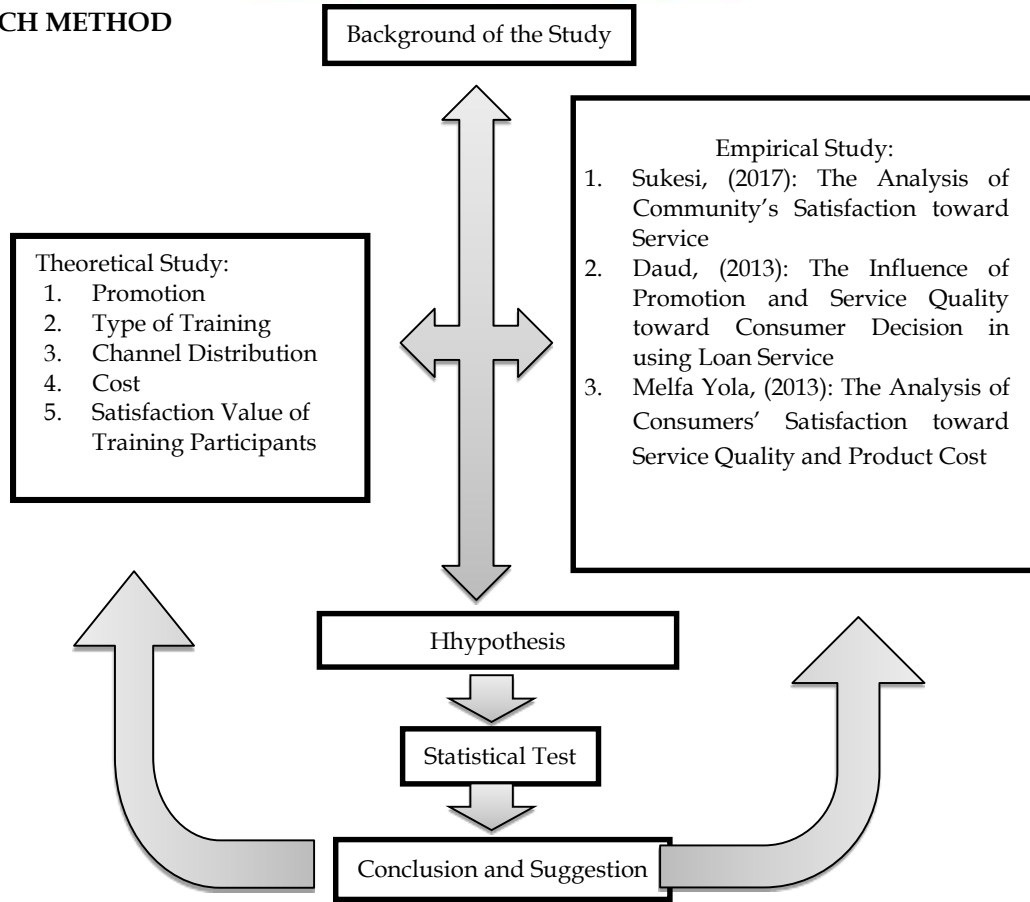 CH METHOD
Background of the Study
Empirical Study:
1. Sukesi, (2017): The Analysis of
Community's Satisfaction toward
Service
2. Daud, (2013): The Influence of
Promotion and Service Quality
toward Consumer Decision in
using Loan Service
3. Melfa Yola, (2013): The Analysis of
Consumers' Satisfaction toward
Service Quality and Product Cost
Theoretical Study:
1. Promotion
2. Type of Training
3. Channel Distribution
4. Cost
5. Satisfaction Value of
Training Participants
Hhypothesis
Statistical Test
Conclusion and Suggestion